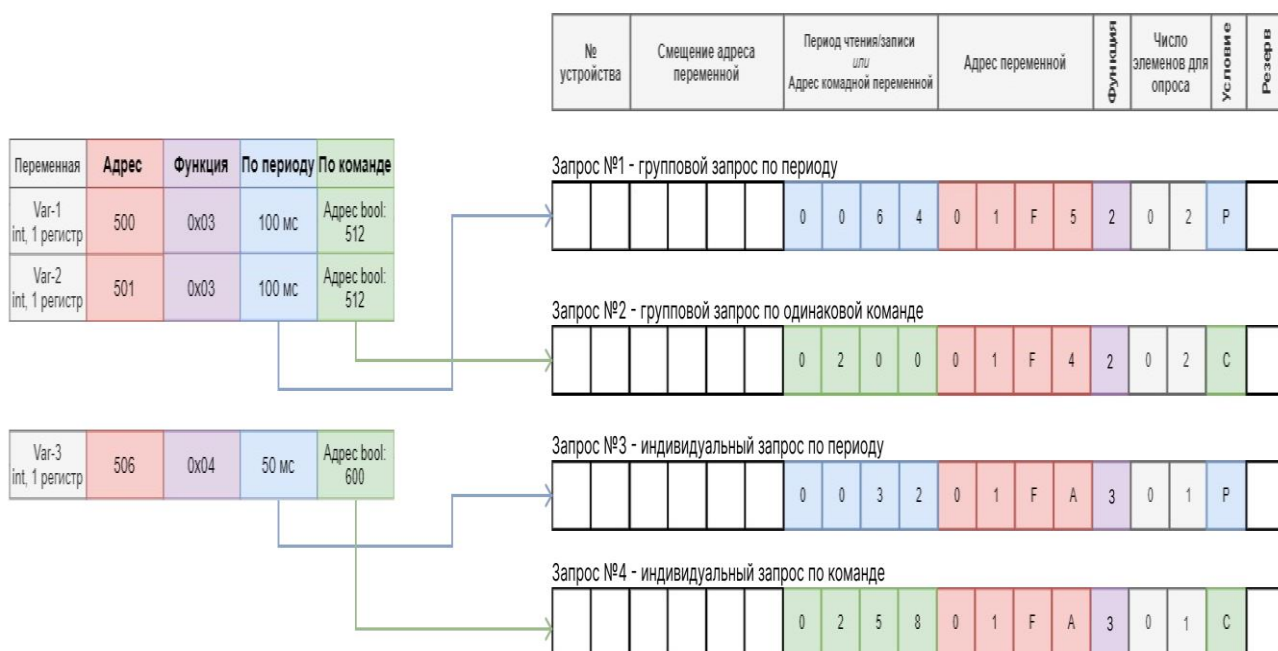 №
устройства
Смещение адреса
переменной
Период чтения/записи
или
Адрес комадной переменной
Адрес переменной
Функция
Число
элеменов для
опроса
Условие
Резерв
Переменная Адрес Функция По периоду По команде
Var-1
int, 1 регистр
500 0x03 100 мс
Адрес bool:
512
Var-2
int, 1 регистр
501 0x03 100 мс
Адрес bool:
512
Запрос №1 - групповой запрос по периоду
0 0 6 4 0 1 F 5 2 0 2 P
Запрос №2 - групповой запрос по одинаковой команде
0 2 0 0 0 1 F 4 2 0 2 C
Var-3
int, 1 регистр
506 0x04 50 мс
Адрес bool:
600
Запрос №3 - индивидуальный запрос по периоду
0 0 3 2 0 1 F A 3 0 1 P
Запрос №4 - индивидуальный запрос по команде
0 2 5 8 0 1 F A 3 0 1 C